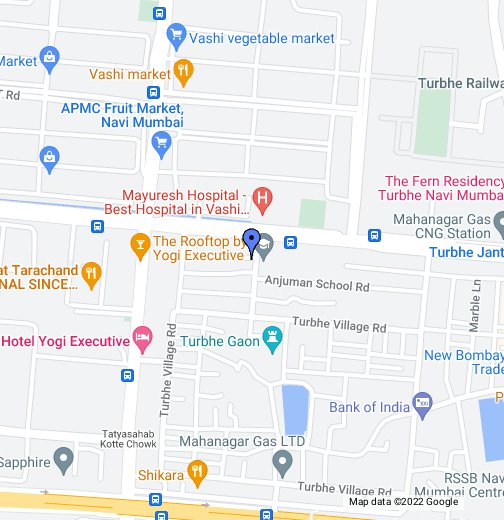 Vashi vegetable market
Market
Vashi market
Turbhe Railwa
T Rd
APMC Fruit Market,
Navi Mumbai
The Fern Residency
Turbhe Navi Mumba
Mayuresh Hospital -
Best Hospital in Vashi...
Mahanagar Gas
CNG Station
The Rooftop by
Yogi Executive
Turbhe Jant
at Tarachand
NAL SINCE...
Anjuman School Rd
Marble Ln
Turbhe Village Rd
Hotel Yogi Executive
Turbhe Gaon
Turbhe Village Rd
New Bombay
Trade
Bank of India
P
Tatyasahab
Kotte Chowk
Mahanagar Gas LTD
Sapphire
Shikara
RSSB Nav
Mumbai Centre
Turbhe Village Rd
Map data ©2022 Google